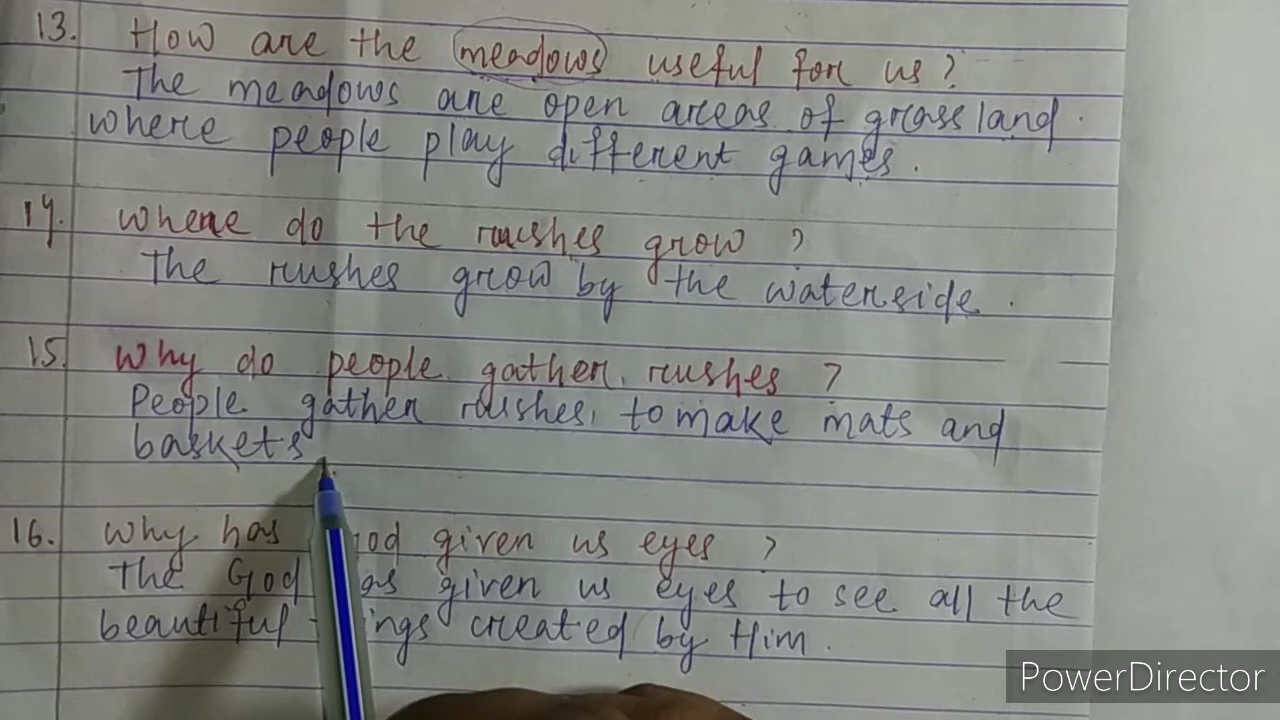 13. How are the meadows useful for us?
The meadows are open areas of grassland
where people play different games.
14. Where do the rushes grow ?
The rushes grow by the waterside.
15. Why do people gather rushes ?
People gather rushes to make mats and
baskets
16. Why has God given us eyes ?
The God has given us eyes to see all the
beautiful things created by Him.
PowerDirector